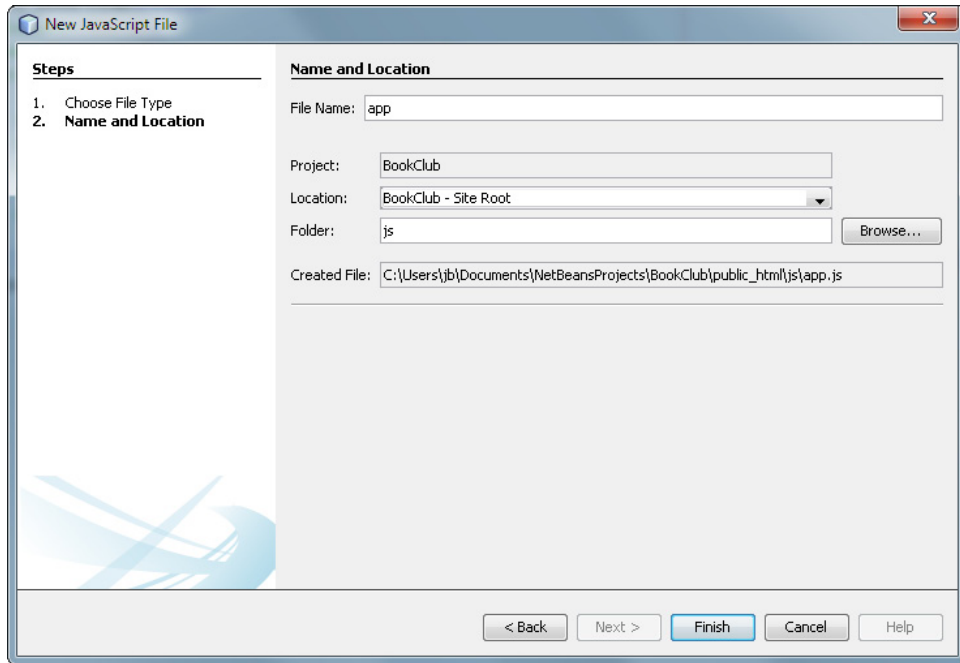 New JavaScript File
Steps
1. Choose File Type
2. Name and Location
Name and Location
File Name: app
Project: BookClub
Location: BookClub - Site Root
Folder: js Browse...
Created File: C:\Users\jb\Documents\NetBeansProjects\BookClub\public_html\js\app.js
< Back Next > Finish Cancel Help